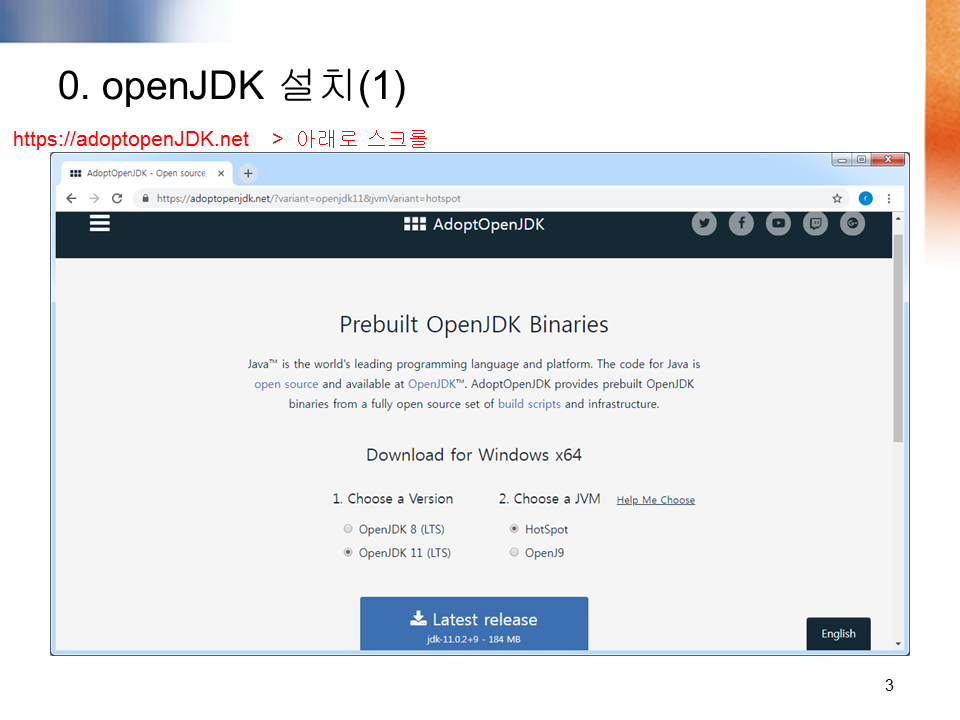 0. openJDK 설치(1)
https://adoptopenJDK.net > 아래로 스크롤
AdoptOpenJDK - Open source,
https://adoptopenjdk.net/?variant=openjdk11&jvmVariant=hotspot
r
AdoptOpenJDK
Prebuilt OpenJDK Binaries
Java™ is the world's leading programming language and platform. The code for Java is
open source and available at OpenJDK™. AdoptOpenJDK provides prebuilt OpenJDK
binaries from a fully open source set of build scripts and infrastructure.
Download for Windows x64
1. Choose a Version
2. Choose a JVM Help Me Choose
OpenJDK 8 (LTS)
HotSpot
OpenJDK 11 (LTS)
OpenJ9
Latest release
jdk-11.0.2+9 - 184 MB
English
3